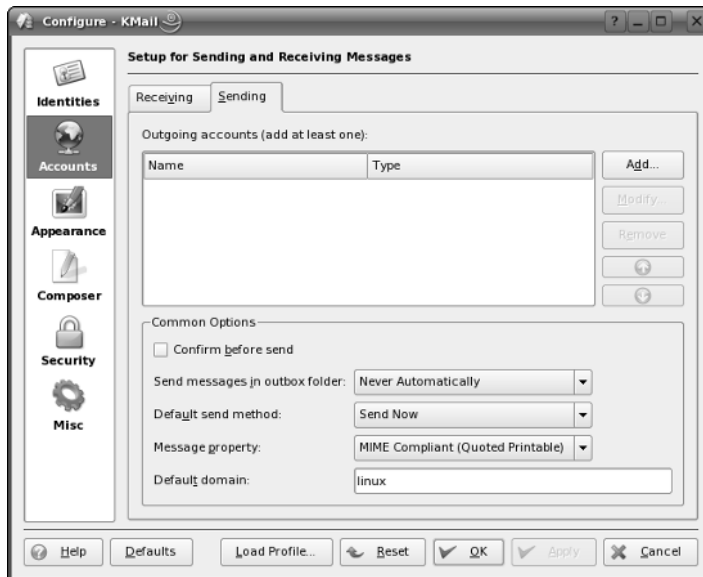 Configure - KMail
Setup for Sending and Receiving Messages
Identities
Accounts
Appearance
Composer
Security
Misc
Receiving
Sending
Outgoing accounts (add at least one):
Name
Type
Add...
Modify...
Remove
Common Options
Confirm before send
Send messages in outbox folder:
Never Automatically
Default send method:
Send Now
Message property:
MIME Compliant (Quoted Printable)
Default domain:
linux
Help
Defaults
Load Profile...
Reset
OK
Apply
Cancel